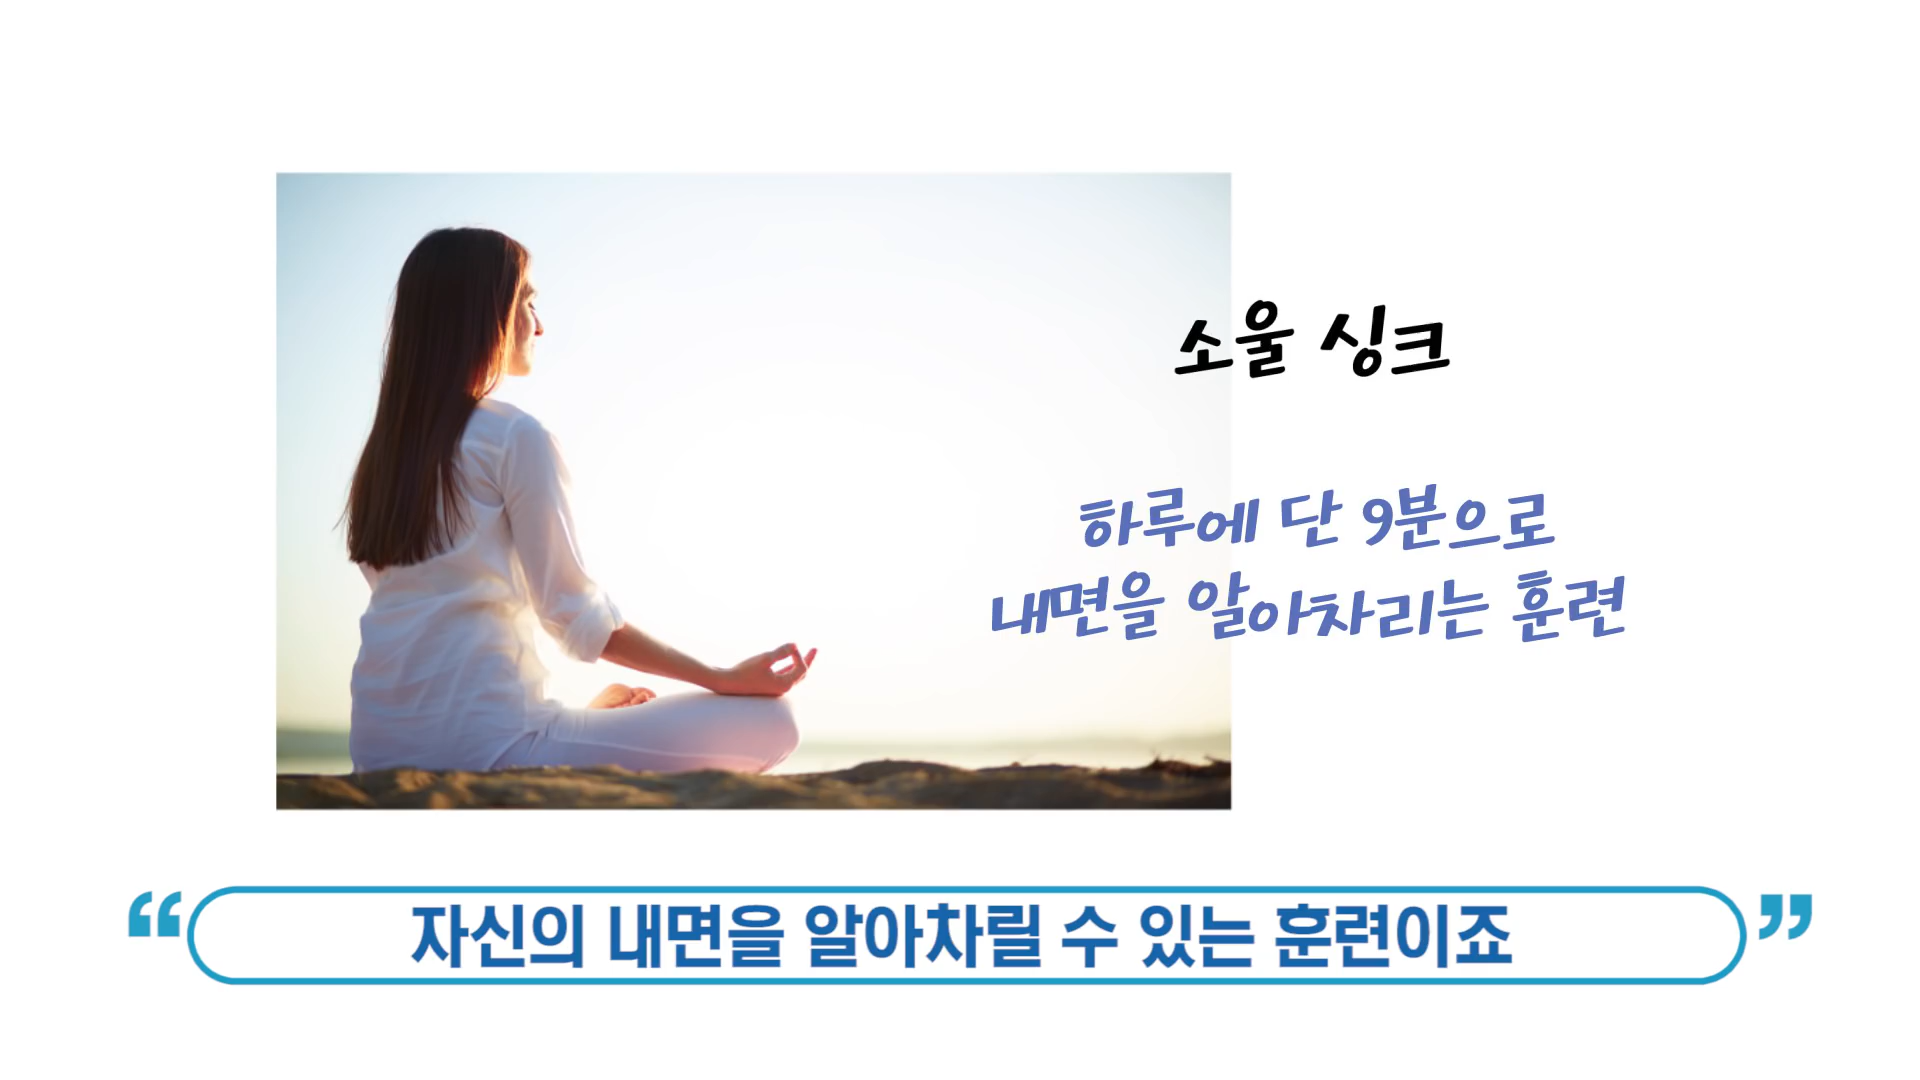 소울 싱크
하루에 단 9분으로
내면을 알아차리는 훈련
“ 자신의 내면을 알아차릴 수 있는 훈련이죠 ”